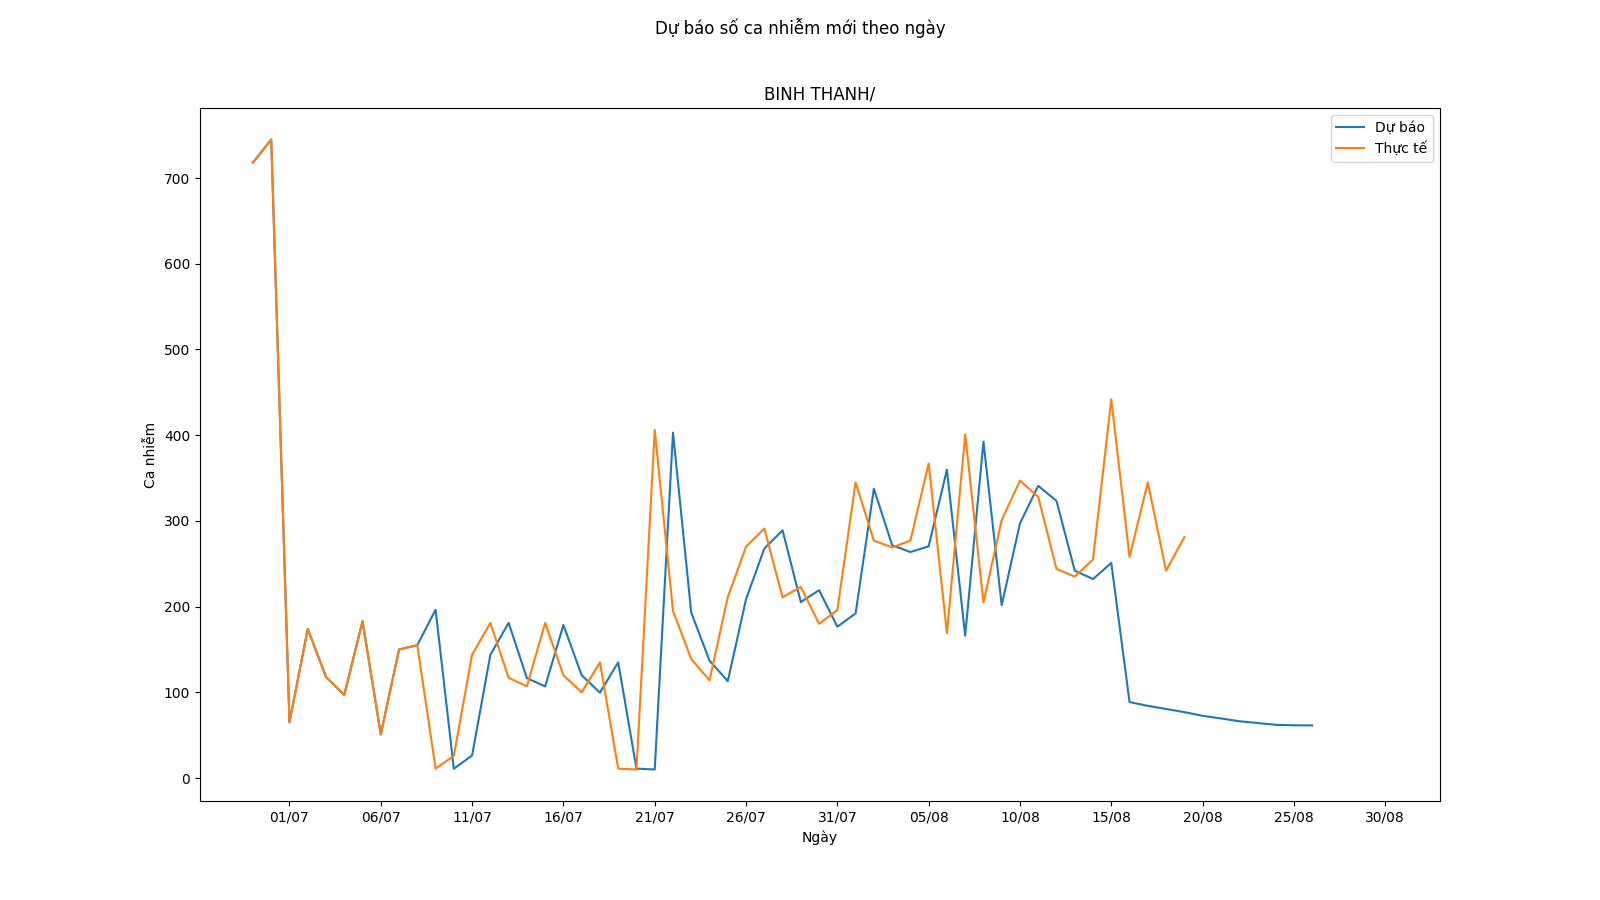 Dự báo số ca nhiễm mới theo ngày
BINH THANH/
Dự báo
Thực tế
Ca nhiễm
700
600
500
400
300
200
100
0
01/07 06/07 11/07 16/07 21/07 26/07 31/07 05/08 10/08 15/08 20/08 25/08 30/08
Ngày